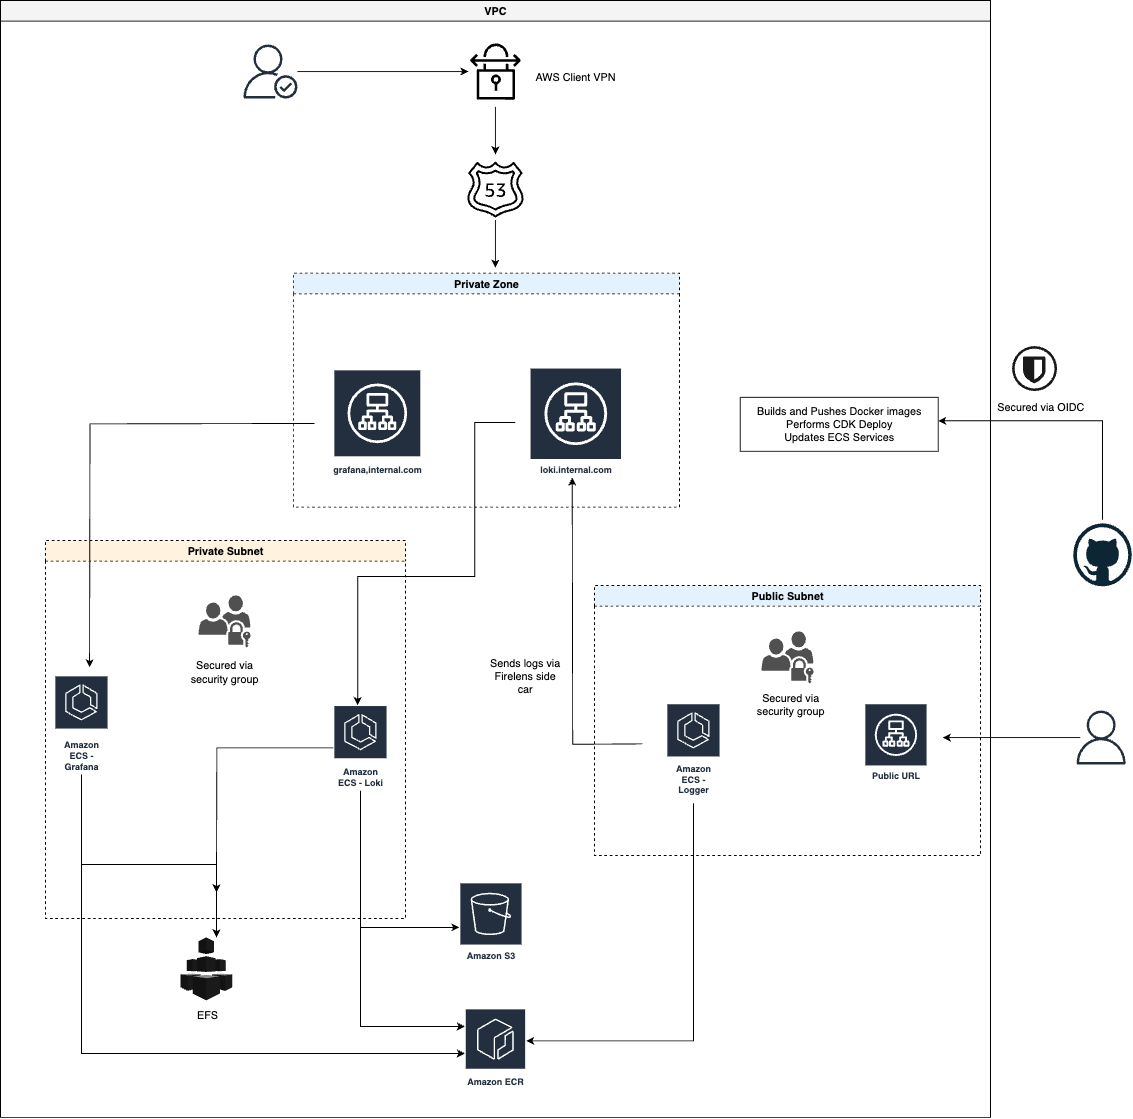 VPC
AWS Client VPN
53
Private Zone
grafana,internal.com
loki.internal.com
Secured via OIDC
Builds and Pushes Docker images
Performs CDK Deploy
Updates ECS Services
Private Subnet
Secured via
security group
Amazon
ECS -
Grafana
Amazon
ECS - Loki
Sends logs via
Firelens side
car
Public Subnet
Secured via
security group
Amazon
ECS -
Logger
Public URL
EFS
Amazon S3
Amazon ECR